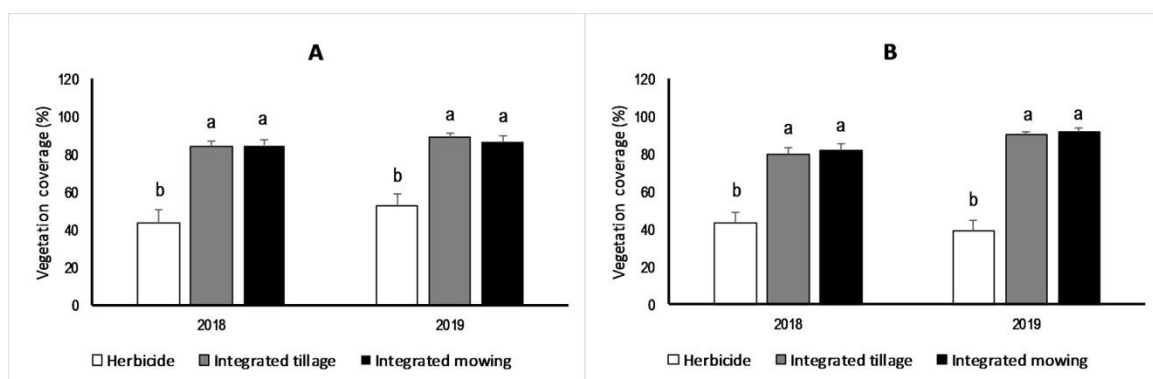 A
Vegetation coverage (%)
120
100
80
60
40
20
0
b
a
a
b
a
a
2018
2019
Herbicide
Integrated tillage
Integrated mowing
B
Vegetation coverage (%)
120
100
80
60
40
20
0
b
a
a
b
a
a
2018
2019
Herbicide
Integrated tillage
Integrated mowing